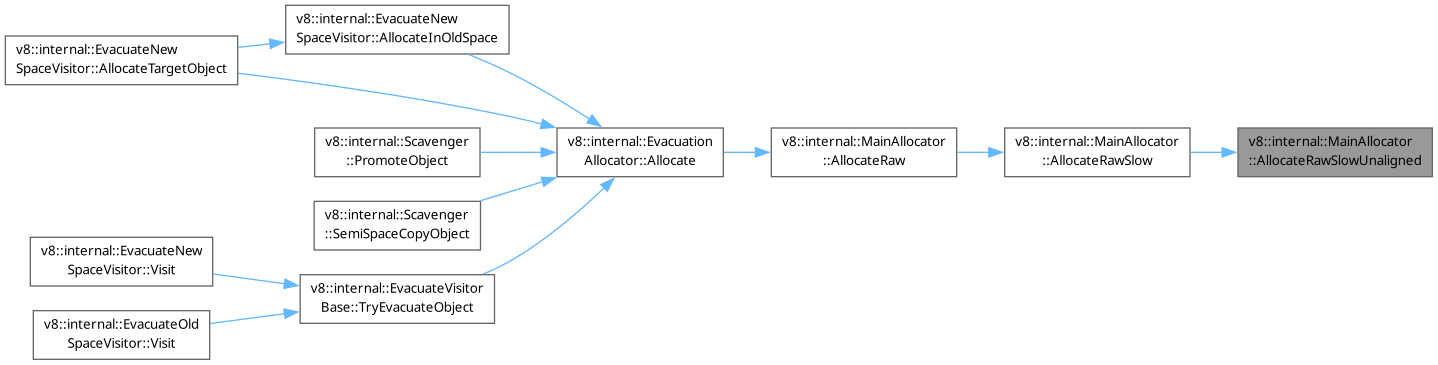 v8::internal::EvacuateNew
SpaceVisitor::AllocateInOldSpace
v8::internal::EvacuateNew
SpaceVisitor::AllocateTargetObject
v8::internal::Scavenger
::PromoteObject
v8::internal::Evacuation
Allocator::Allocate
v8::internal::MainAllocator
::AllocateRaw
v8::internal::MainAllocator
::AllocateRawSlow
v8::internal::MainAllocator
::AllocateRawSlowUnaligned
v8::internal::Scavenger
::SemiSpaceCopyObject
v8::internal::EvacuateNew
SpaceVisitor::Visit
v8::internal::EvacuateVisitor
Base::TryEvacuateObject
v8::internal::EvacuateOld
SpaceVisitor::Visit